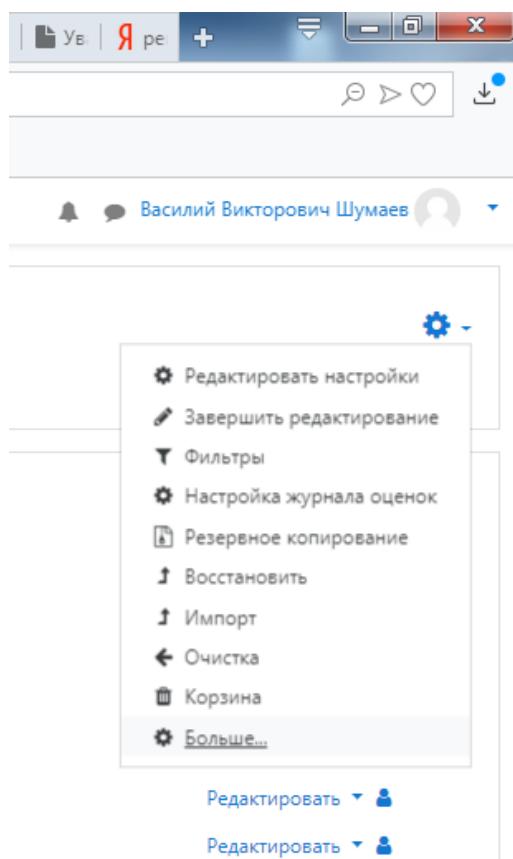 Ув
Я ре
Василий Викторович Шумаев
Редактировать настройки
Завершить редактирование
Фильтры
Настройка журнала оценок
Резервное копирование
Восстановить
Импорт
Очистка
Корзина
Больше...
Редактировать
Редактировать